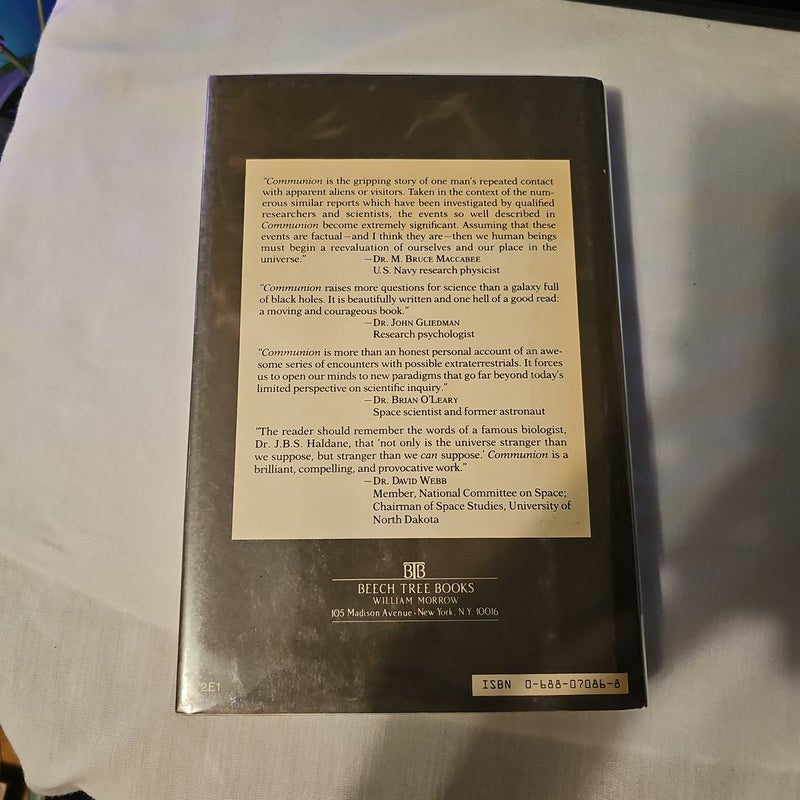 "Communion is the gripping story of one man's repeated contact
with apparent aliens or visitors. Taken in the context of the num-
erous similar reports which have been investigated by qualified
researchers and scientists, the events so well described in
Communion become extremely significant. Assuming that these
events are factual—and I think they are—then we human beings
must begin a reevaluation of ourselves and our place in the
universe." —DR. M. BRUCE MACCABEE
U.S. Navy research physicist
"Communion raises more questions for science than a galaxy full
of black holes. It is beautifully written and one hell of a good read:
a moving and courageous book."
—DR. JOHN GLIEDMAN
Research psychologist
"Communion is more than an honest personal account of an awe-
some series of encounters with possible extraterrestrials. It forces
us to open our minds to new paradigms that go far beyond today's
limited perspective on scientific inquiry."
—DR. BRIAN O'LEARY
Space scientist and former astronaut
"The reader should remember the words of a famous biologist,
Dr. J.B.S. Haldane, that 'not only is the universe stranger than
we suppose, but stranger than we can suppose.' Communion is a
brilliant, compelling, and provocative work."
—DR. DAVID WEBB
Member, National Committee on Space;
Chairman of Space Studies, University of
North Dakota
BTB
BEECH TREE BOOKS
WILLIAM MORROW
105 Madison Avenue · New York, N.Y. 10016
2E1
ISBN 0-688-07086-8